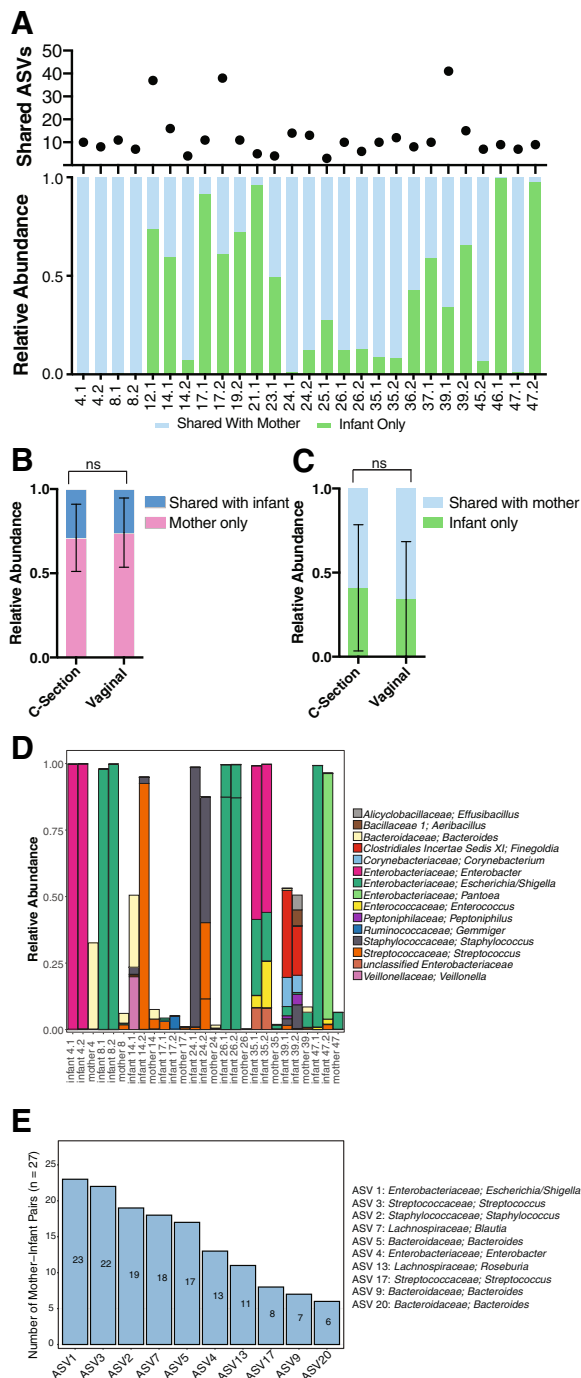 A
Shared ASVs
50
40
30
20
10
Relative Abundance
1.0
0.5
0.0
4.1 4.2 8.1 8.2 12.1 14.1 14.2 17.1 17.2 19.2 21.1 23.1 24.1 24.2 25.1 26.1 26.2 35.1 35.2 36.2 37.1 39.1 39.2 45.2 46.1 47.1 47.2
Shared With Mother Infant Only
B
ns
Relative Abundance
1.0
0.5
0.0
Shared with infant
Mother only
C-Section Vaginal
C
ns
Relative Abundance
1.0
0.5
0.0
Shared with mother
Infant only
C-Section Vaginal
D
Relative Abundance
1.00
0.75
0.50
0.25
0.00
infant 4.1 infant 4.2 mother 4 infant 8.1 infant 8.2 mother 8 infant 14.1 infant 14.2 mother 14 infant 17.1 infant 17.2 mother 17 infant 24.1 infant 24.2 mother 24 infant 26.1 infant 26.2 mother 26 infant 35.1 infant 35.2 mother 35 infant 39.1 infant 39.2 mother 39 infant 47.1 infant 47.2 mother 47
Alicyclobacillaceae; Effusibacillus
Bacillaceae 1; Aeribacillus
Bacteroidaceae; Bacteroides
Clostridiales Incertae Sedis XI; Finegoldia
Corynebacteriaceae; Corynebacterium
Enterobacteriaceae; Enterobacter
Enterobacteriaceae; Escherichia/Shigella
Enterobacteriaceae; Pantoea
Enterococcaceae; Enterococcus
Peptoniphilaceae; Peptoniphilus
Ruminococcaceae; Gemmiger
Staphylococcaceae; Staphylococcus
Streptococcaceae; Streptococcus
unclassified Enterobacteriaceae
Veillonellaceae; Veillonella
E
Number of Mother−Infant Pairs (n = 27)
25
20
15
10
5
0
23 22 19 18 17 13 11 8 7 6
ASV1 ASV3 ASV2 ASV7 ASV5 ASV4 ASV13 ASV17 ASV9 ASV20
ASV 1: Enterobacteriaceae; Escherichia/Shigella
ASV 3: Streptococcaceae; Streptococcus
ASV 2: Staphylococcaceae; Staphylococcus
ASV 7: Lachnospiraceae; Blautia
ASV 5: Bacteroidaceae; Bacteroides
ASV 4: Enterobacteriaceae; Enterobacter
ASV 13: Lachnospiraceae; Roseburia
ASV 17: Streptococcaceae; Streptococcus
ASV 9: Bacteroidaceae; Bacteroides
ASV 20: Bacteroidaceae; Bacteroides